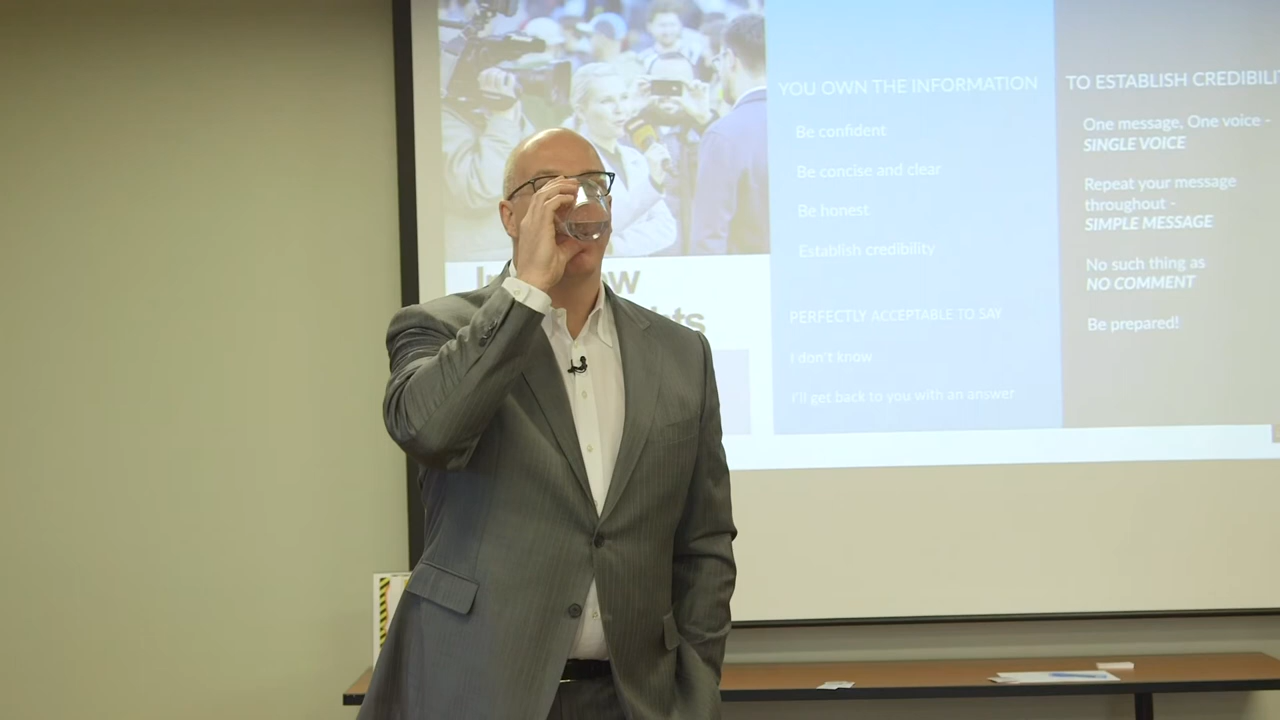 YOU OWN THE INFORMATION
Be confident
Be concise and clear
Be honest
Establish credibility
PERFECTLY ACCEPTABLE TO SAY
I don't know
I'll get back to you with an answer
TO ESTABLISH CREDIBILI
One message, One voice -
SINGLE VOICE
Repeat your message
throughout -
SIMPLE MESSAGE
No such thing as
NO COMMENT
Be prepared!